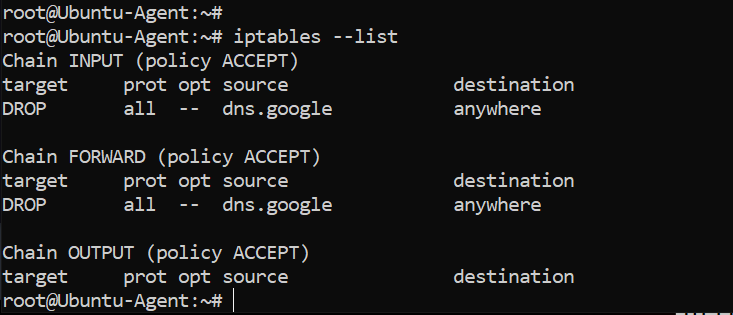 root@Ubuntu-Agent:~#
root@Ubuntu-Agent:~# iptables --list
Chain INPUT (policy ACCEPT)
target     prot opt source               destination
DROP       all  --  dns.google           anywhere

Chain FORWARD (policy ACCEPT)
target     prot opt source               destination
DROP       all  --  dns.google           anywhere

Chain OUTPUT (policy ACCEPT)
target     prot opt source               destination
root@Ubuntu-Agent:~#